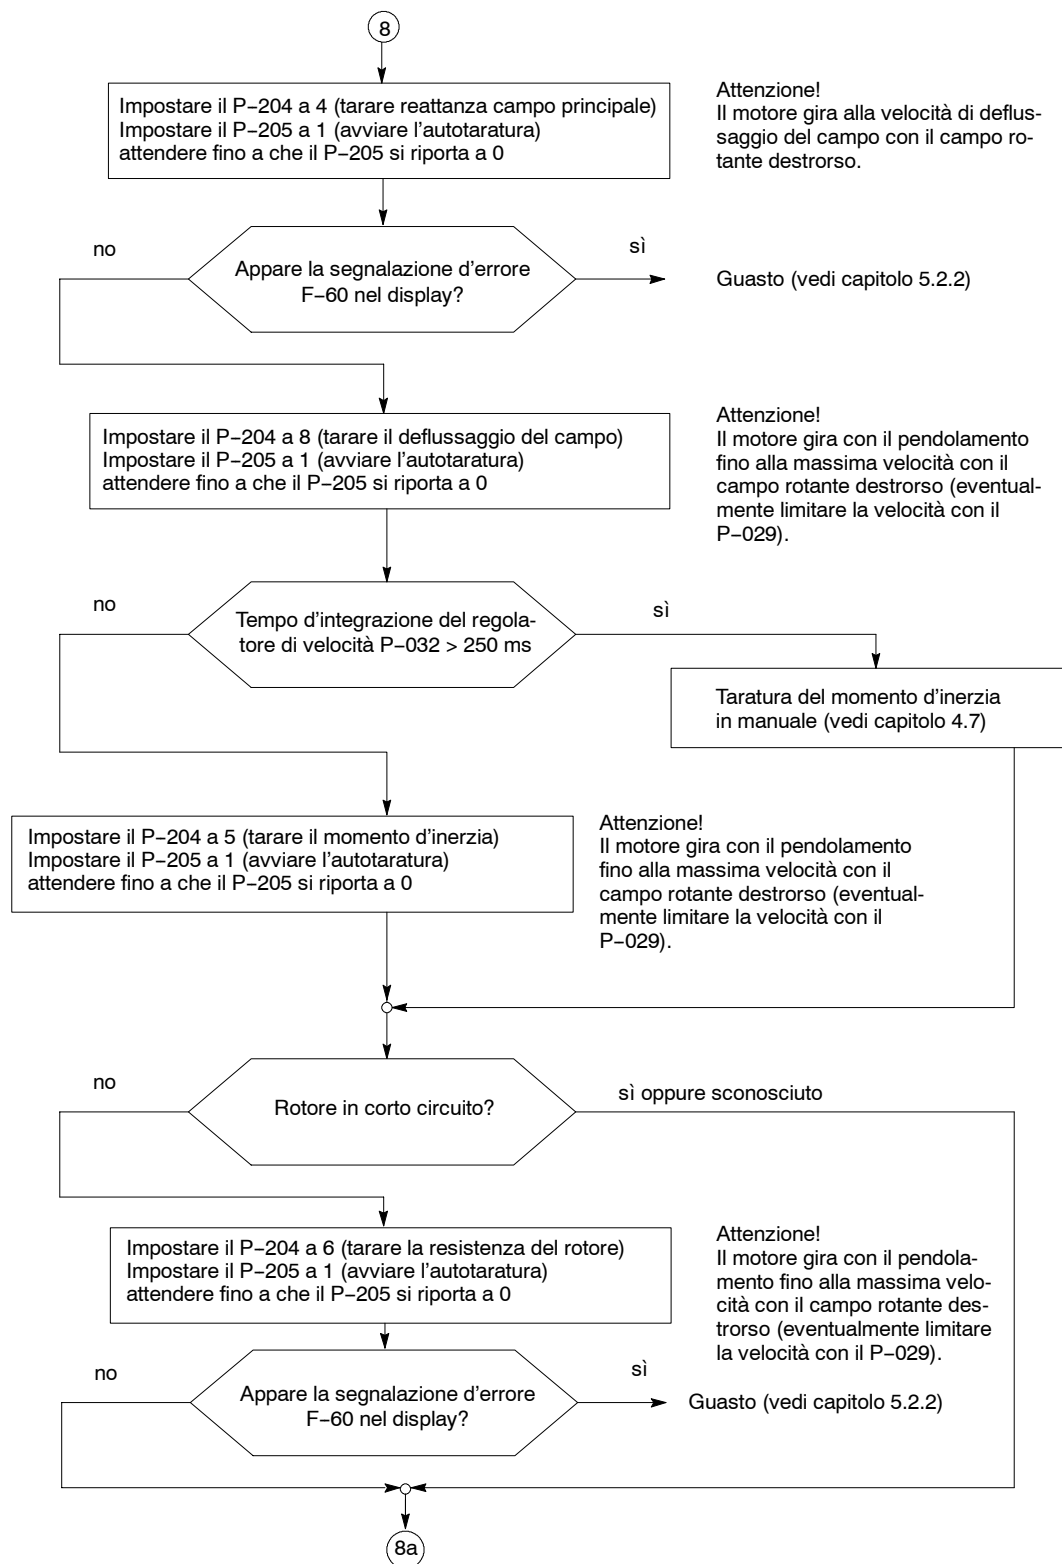 8
Impostare il P–204 a 4 (tarare reattanza campo principale)
Impostare il P–205 a 1 (avviare l'autotaratura)
attendere fino a che il P–205 si riporta a 0
Attenzione!
Il motore gira alla velocità di deflus-
saggio del campo con il campo ro-
tante destrorso.
no
Appare la segnalazione d'errore
F–60 nel display?
sì
Guasto (vedi capitolo 5.2.2)
Impostare il P–204 a 8 (tarare il deflussaggio del campo)
Impostare il P–205 a 1 (avviare l'autotaratura)
attendere fino a che il P–205 si riporta a 0
Attenzione!
Il motore gira con il pendolamento
fino alla massima velocità con il
campo rotante destrorso (eventual-
mente limitare la velocità con il
P–029).
no
Tempo d'integrazione del regola-
tore di velocità P–032 > 250 ms
sì
Taratura del momento d'inerzia
in manuale (vedi capitolo 4.7)
Impostare il P–204 a 5 (tarare il momento d'inerzia)
Impostare il P–205 a 1 (avviare l'autotaratura)
attendere fino a che il P–205 si riporta a 0
Attenzione!
Il motore gira con il pendolamento
fino alla massima velocità con il
campo rotante destrorso (eventual-
mente limitare la velocità con il
P–029).
no
Rotore in corto circuito?
sì oppure sconosciuto
Impostare il P–204 a 6 (tarare la resistenza del rotore)
Impostare il P–205 a 1 (avviare l'autotaratura)
attendere fino a che il P–205 si riporta a 0
Attenzione!
Il motore gira con il pendola-
mento fino alla massima velo-
cità con il campo rotante des-
trorso (eventualmente limitare
la velocità con il P–029).
no
Appare la segnalazione d'errore
F–60 nel display?
sì
Guasto (vedi capitolo 5.2.2)
8a